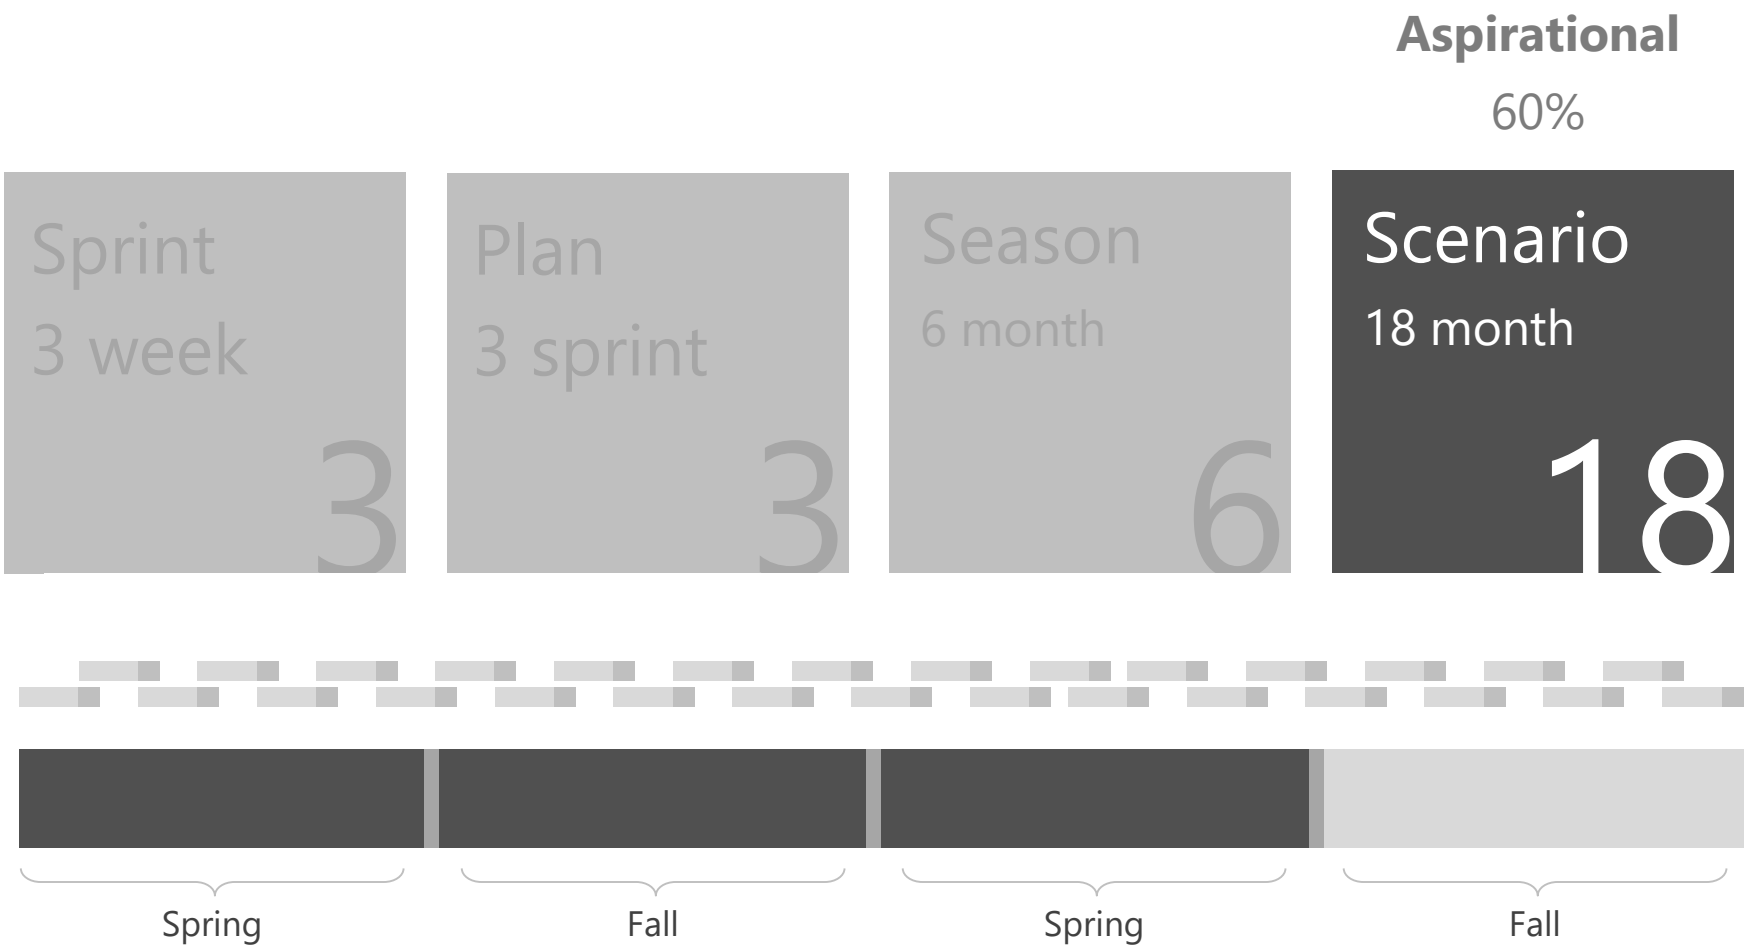 Aspirational
60%
Sprint
3 week
3
Plan
3 sprint
3
Season
6 month
6
Scenario
18 month
18
Spring
Fall
Spring
Fall